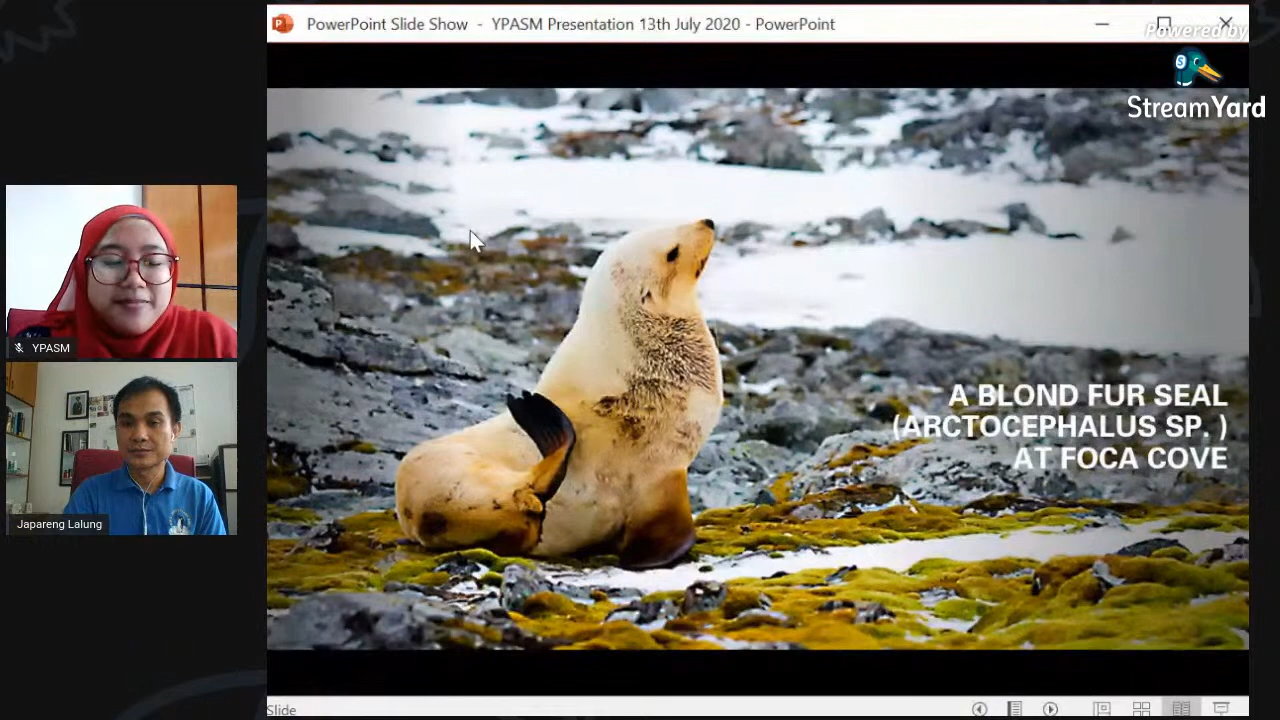 PowerPoint Slide Show - YPASM Presentation 13th July 2020 - PowerPoint
Powered by
StreamYard
YPASM
Japareng Lalung
A BLOND FUR SEAL
(ARCTOCEPHALUS SP. )
AT FOCA COVE
Slide